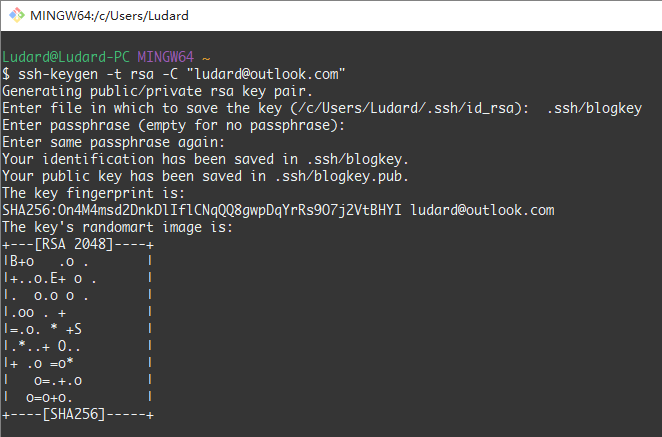 MINGW64:/c/Users/Ludard
Ludard@Ludard-PC MINGW64 ~
$ ssh-keygen -t rsa -C "ludard@outlook.com"
Generating public/private rsa key pair.
Enter file in which to save the key (/c/Users/Ludard/.ssh/id_rsa):  .ssh/blogkey
Enter passphrase (empty for no passphrase):
Enter same passphrase again:
Your identification has been saved in .ssh/blogkey.
Your public key has been saved in .ssh/blogkey.pub.
The key fingerprint is:
SHA256:On4M4msd2DnkDlIflCNqQQ8gwpDqYrRs9O7j2VtBHYI ludard@outlook.com
The key's randomart image is:
+---[RSA 2048]----+
|B+o   .o .       |
|+..o.E+ o .      |
|.  o.o o .       |
|.oo . +          |
|=.o. * +S        |
|.*..+ O..        |
|+ .o =o*         |
|   o=.+.o        |
|  o=o+o.         |
+----[SHA256]-----+